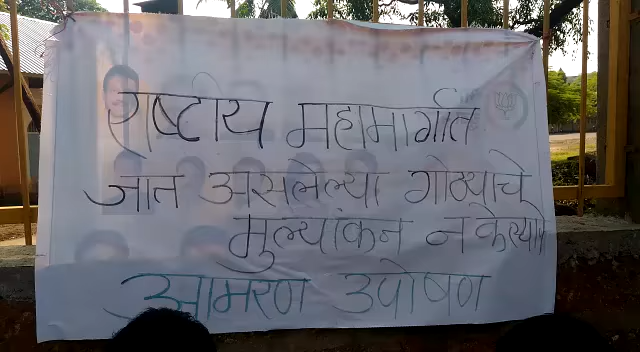 राष्टीय महामार्गात
जात असलेल्या गोठ्याचे
मुल्यांकन न केल्याने
आमरण उपोषण